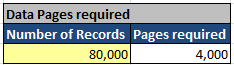 Data Pages required
Number of Records Pages required
80,000 4,000